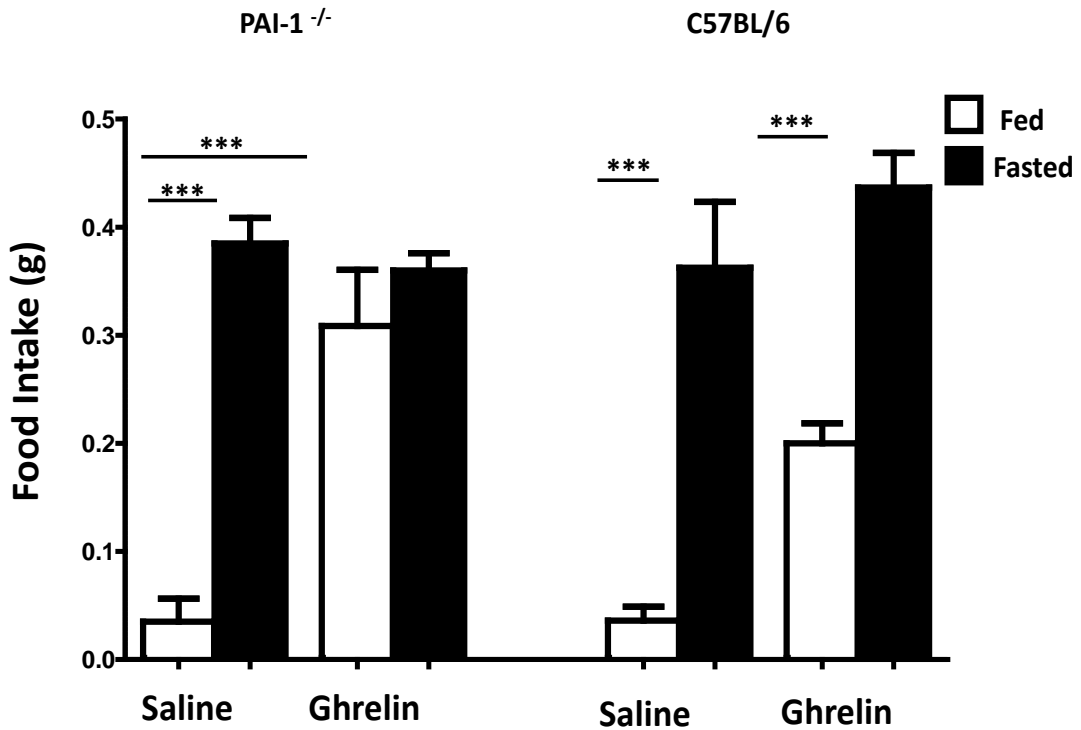 PAI-1 -/-
C57BL/6
Fed
Fasted
Food Intake (g)
0.5
0.4
0.3
0.2
0.1
0.0
***
***
***
***
Saline
Ghrelin
Saline
Ghrelin